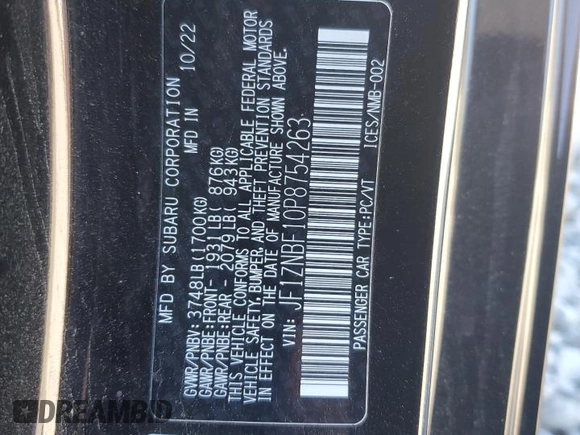 MFD BY SUBARU CORPORATION 10/22
MFD IN
GVWR/PNBV: 3748LB(1700KG)
GAWR/PNBE:FRONT-1931LB( 876KG)
GAWR/PNBE:REAR - 2079LB( 943KG)
THIS VEHICLE CONFORMS TO ALL APPLICABLE FEDERAL MOTOR
VEHICLE SAFETY,BUMPER,AND THEFT PREVENTION STANDARDS
IN EFFECT ON THE DATE OF MANUFACTURE SHOWN ABOVE.
VIN: JF1ZNBF10P8754263
PASSENGER CAR TYPE:PC/VT ICES/NMB-002
DREAMBID